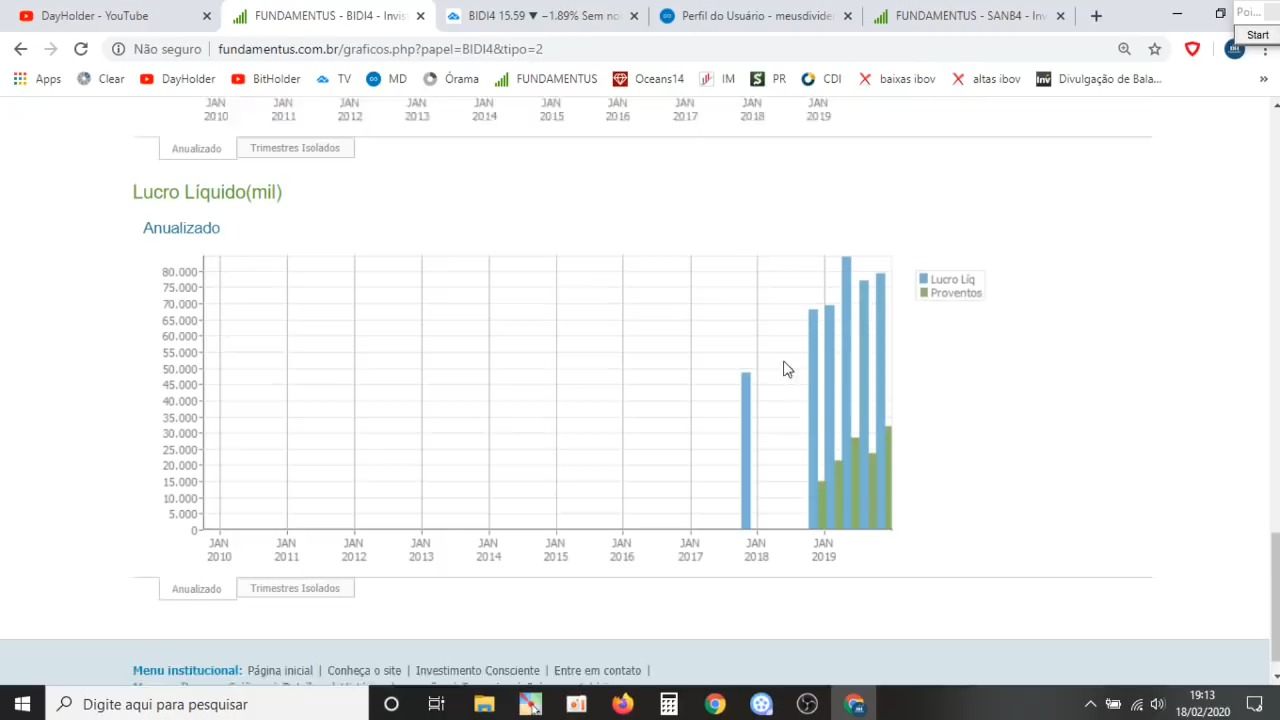 DayHolder - YouTube
FUNDAMENTUS - BIDI4 - Invis
BIDI4 15.59 ▼ −1.89% Sem no
Perfil do Usuário - meusdivider
FUNDAMENTUS - SANB4 - Inv
Poi...
Start
Não seguro
fundamentus.com.br/graficos.php?papel=BIDI4&tipo=2
Apps
Clear
DayHolder
BitHolder
TV
MD
Órama
FUNDAMENTUS
Oceans14
IM
PR
CDI
baixas ibov
altas ibov
Divulgação de Bala...
»
JAN JAN JAN JAN JAN JAN JAN JAN JAN JAN
2010 2011 2012 2013 2014 2015 2016 2017 2018 2019
Anualizado
Trimestres Isolados
Lucro Líquido(mil)
Anualizado
80.000
75.000
70.000
65.000
60.000
55.000
50.000
45.000
40.000
35.000
30.000
25.000
20.000
15.000
10.000
5.000
0
Lucro Líq
Proventos
JAN JAN JAN JAN JAN JAN JAN JAN JAN JAN
2010 2011 2012 2013 2014 2015 2016 2017 2018 2019
Anualizado
Trimestres Isolados
Menu institucional: Página inicial | Conheça o site | Investimento Consciente | Entre em contato |
Digite aqui para pesquisar
19:13
18/02/2020